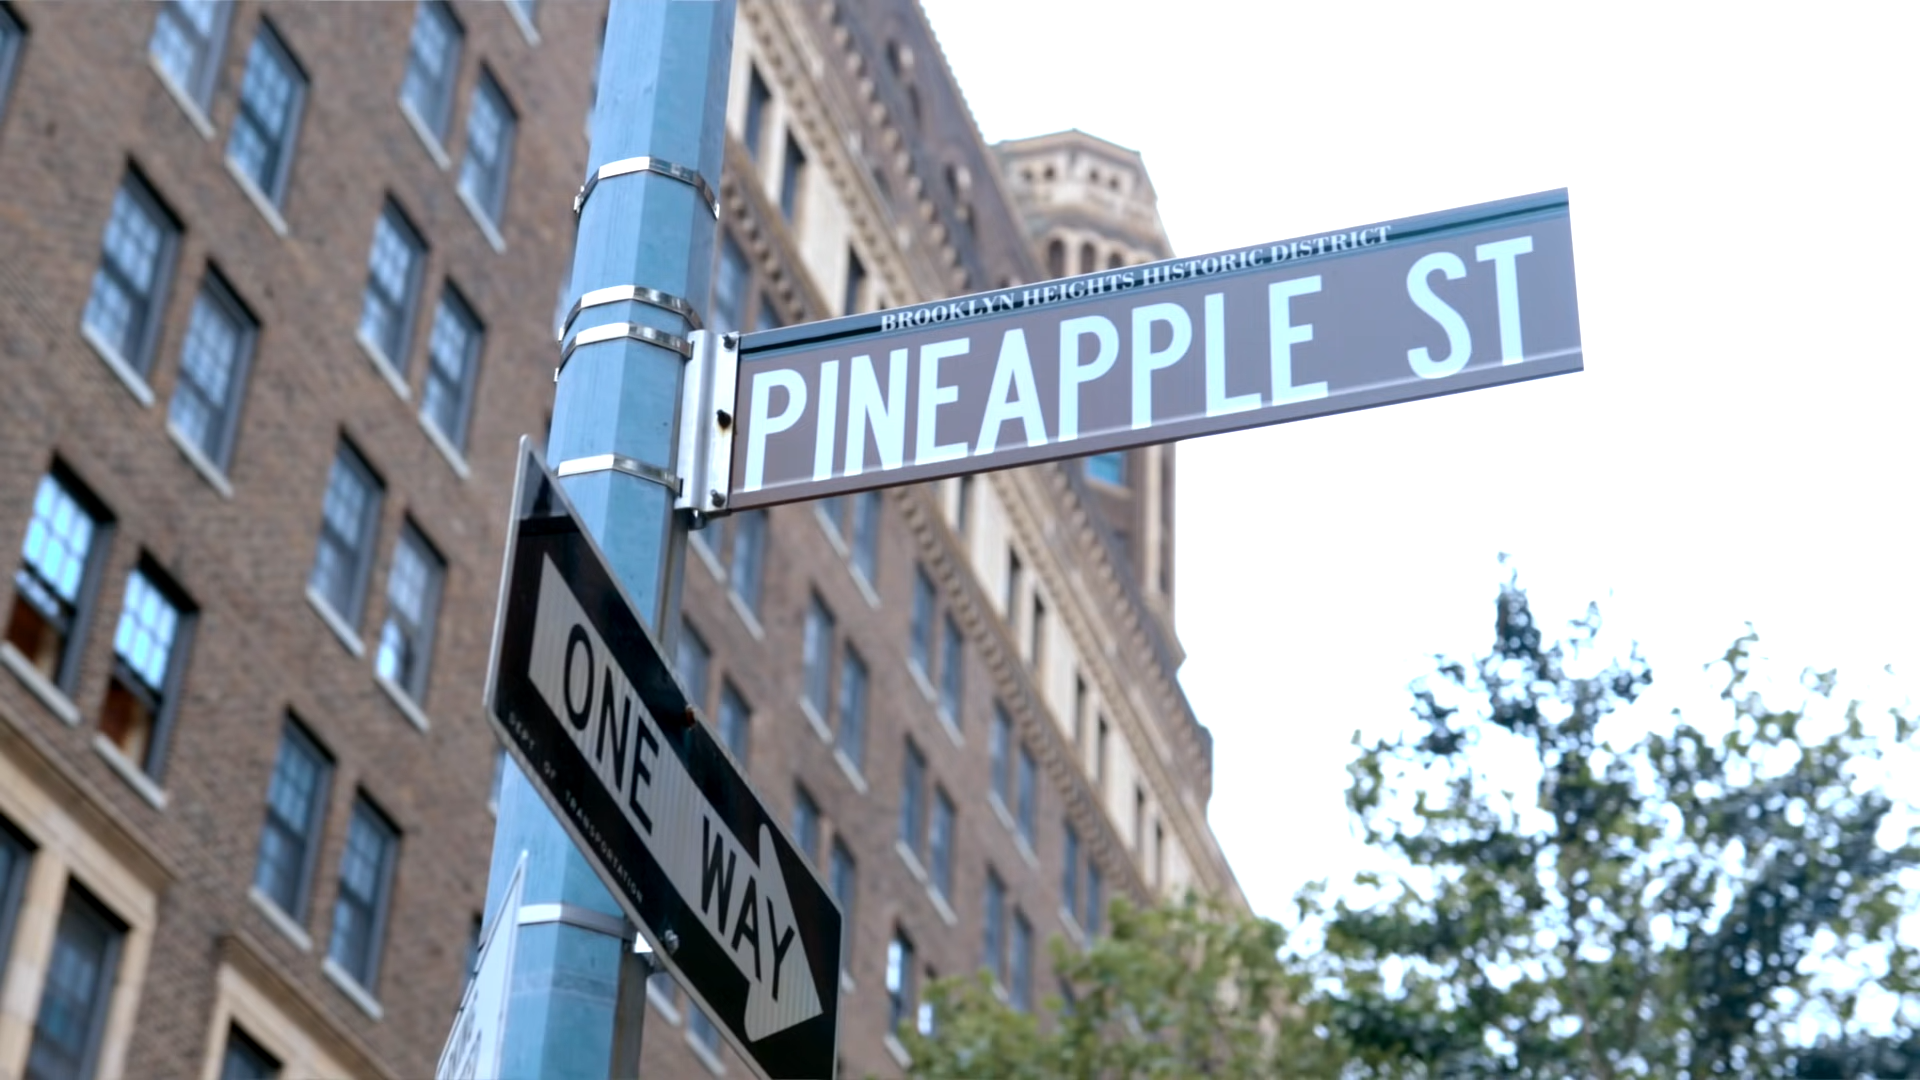 BROOKLYN HEIGHTS HISTORIC DISTRICT
PINEAPPLE ST
ONE WAY
DEPT OF TRANSPORTATION